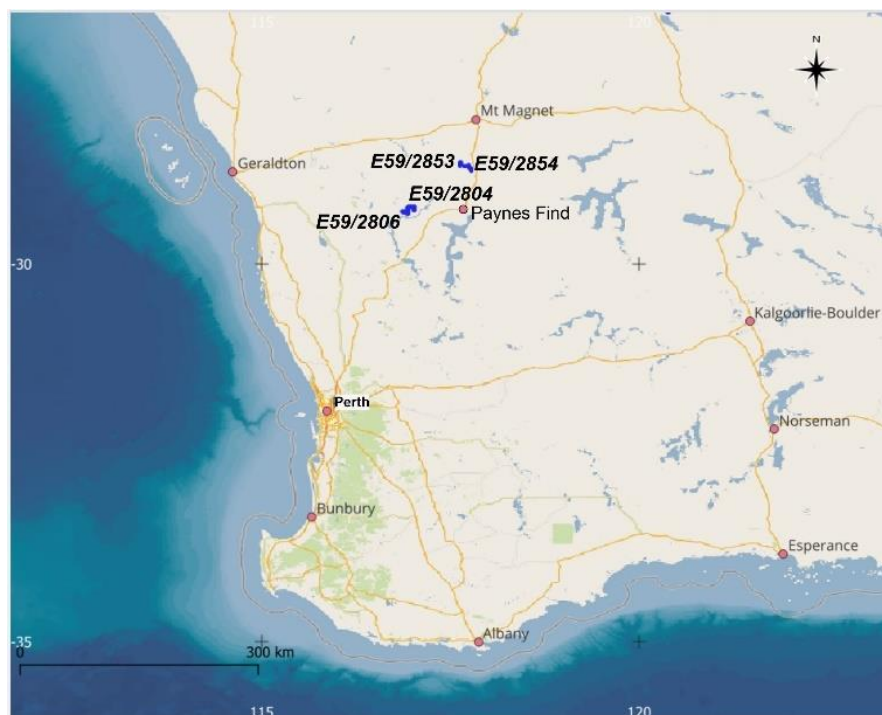 115
120
N
Mt Magnet
E59/2853
E59/2854
Geraldton
E59/2804
E59/2806
Paynes Find
-30
Kalgoorlie-Boulder
Perth
Norseman
Bunbury
Esperance
Albany
-35
0
300 km
115
120